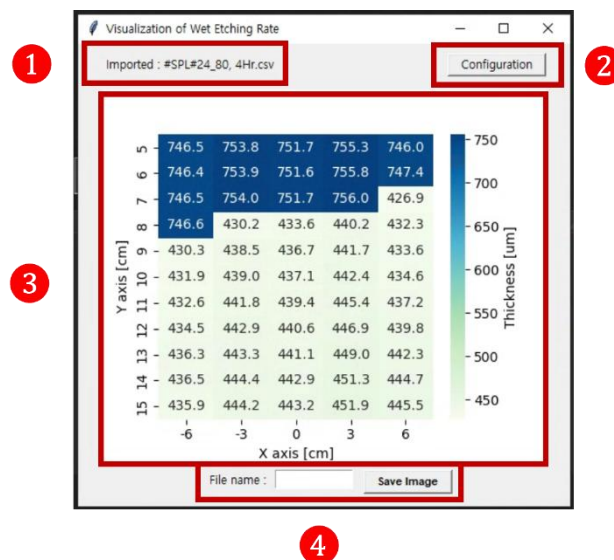 Visualization of Wet Etching Rate
1
Imported : #SPL#24_80, 4Hr.csv
Configuration
2
3
5 746.5 753.8 751.7 755.3 746.0
6 746.4 753.9 751.6 755.8 747.4
7 746.5 754.0 751.7 756.0 426.9
8 746.6 430.2 433.6 440.2 432.3
9 430.3 438.5 436.7 441.7 433.6
10 431.9 439.0 437.1 442.4 434.6
11 432.6 441.8 439.4 445.4 437.2
12 434.5 442.9 440.6 446.9 439.8
13 436.3 443.3 441.1 449.0 442.3
14 436.5 444.4 442.9 451.3 444.7
15 435.9 444.2 443.2 451.9 445.5
Y axis [cm]
-6 -3 0 3 6
X axis [cm]
750
700
650
600
550
500
450
Thickness [um]
File name :
Save Image
4